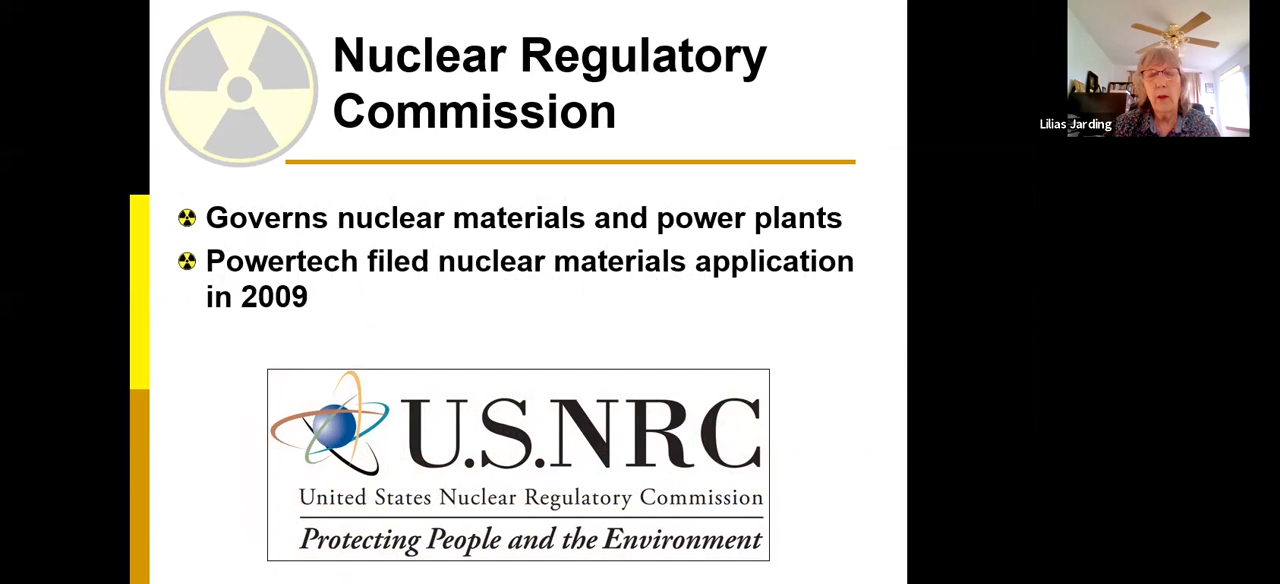 Nuclear Regulatory
Commission
Governs nuclear materials and power plants
Powertech filed nuclear materials application
in 2009
U.S.NRC
United States Nuclear Regulatory Commission
Protecting People and the Environment
Lilias Jarding